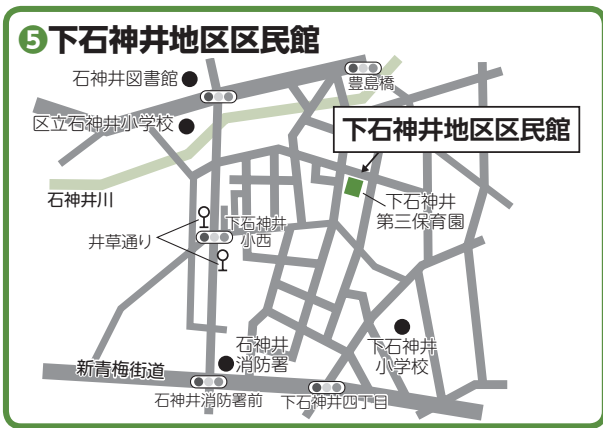 ⑤下石神井地区区民館
石神井図書館
豊島橋
区立石神井小学校
下石神井地区区民館
石神井川
下石神井
第三保育園
下石神井
小西
井草通り
石神井
消防署
下石神井
小学校
新青梅街道
石神井消防署前
下石神井四丁目